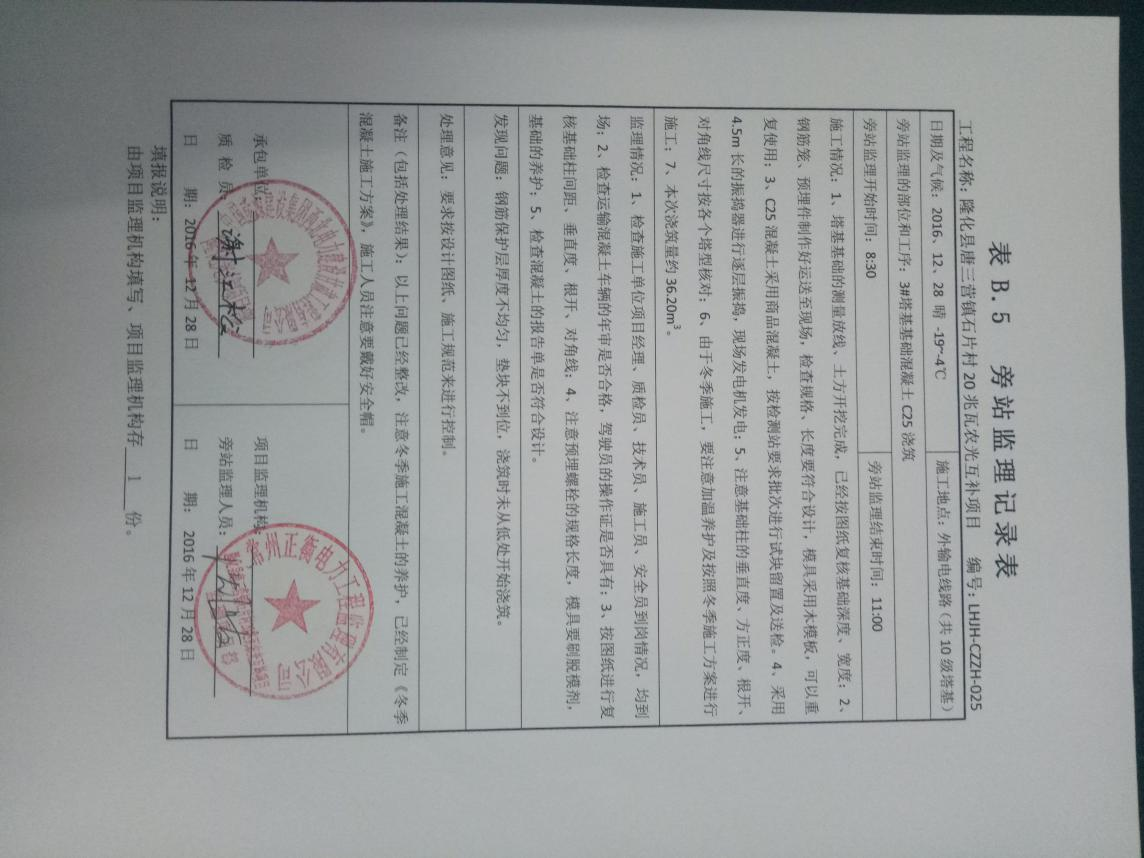 表 B.5 旁站监理记录表
工程名称：隆化县唐三营镇石片村 20 兆瓦农光互补项目 编号：LHJH-CZZH-025
日期及气候：2016、12、28 晴 -19~-4℃ 施工地点：外输电线路（共 10 级塔基）
旁站监理的部位和工序：3#塔基基础混凝土 C25 浇筑
旁站监理开始时间：8:30 旁站监理结束时间：11:00
施工情况：1、塔基基础的测量放线、土方开挖完成，已经按图纸复核基础深度、宽度；2、
钢筋笼、预埋件制作好运送至现场，检查规格、长度要符合设计，模具采用木模板，可以重
复使用；3、C25 混凝土采用商品混凝土，按检测站要求批次进行试块留置及送检。4、采用
4.5m 长的振捣器进行逐层振捣，现场发电机发电；5、注意基础柱的垂直度、方正度、根开、
对角线尺寸按各个塔型核对；6、由于冬季施工，要注意加温养护及按照冬季施工方案进行
施工；7、本次浇筑量约 36.20m³。
监理情况：1、检查施工单位项目经理、质检员、技术员、施工员、安全员到岗情况，均到
场；2、检查运输混凝土车辆的年审是否合格，驾驶员的操作证是否具有；3、按图纸进行复
核基础柱间距、垂直度、根开、对角线；4、注意预埋螺栓的规格长度，模具要刷脱模剂，
基础的养护；5、检查混凝土的报告单是否符合设计。
发现问题：钢筋保护层厚度不均匀，垫块不到位，浇筑时未从低处开始浇筑。
处理意见：要求按设计图纸、施工规范来进行控制。
备注（包括处理结果）：以上问题已经整改，注意冬季施工混凝土的养护，已经制定《冬季
混凝土施工方案》，施工人员注意要戴好安全帽。
承包单位：
质 检 员：
日 期：2016 年 12 月 28 日
项目监理机构：
旁站监理人员：
日 期：2016 年 12 月 28 日
填报说明：
由项目监理机构填写、项目监理机构存 1 份。